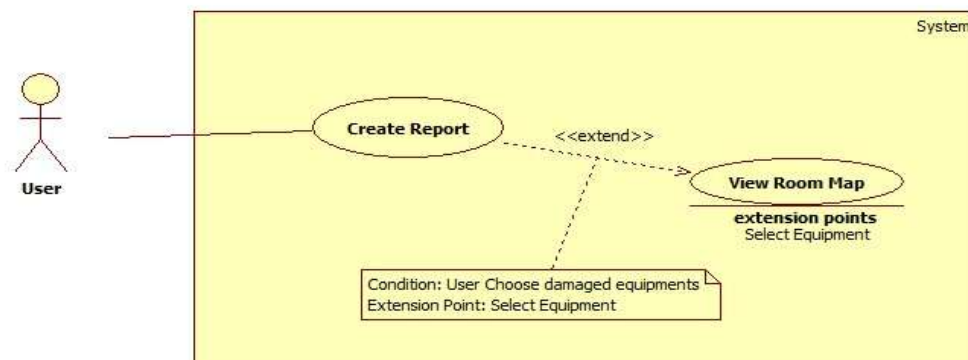 System
Create Report
<<extend>>
View Room Map
User
extension points
Select Equipment
Condition: User Choose damaged equipments
Extension Point: Select Equipment